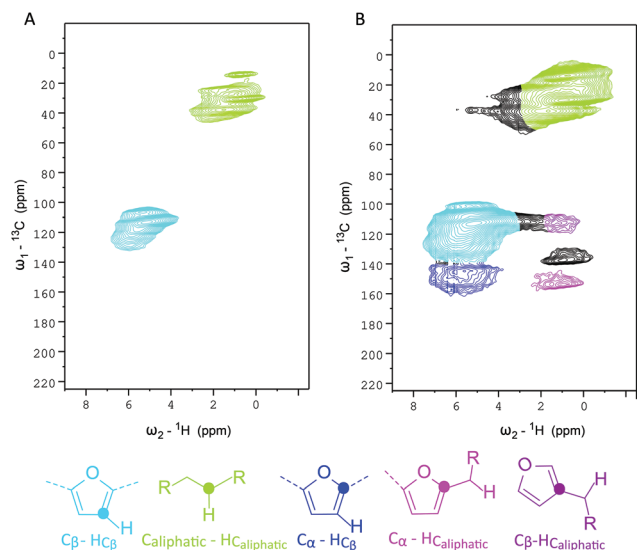 A
B
0
20
40
60
80
100
120
140
160
180
200
220
ω₁ - ¹³C (ppm)
8 6 4 2 0
ω₂ - ¹H (ppm)
0
20
40
60
80
100
120
140
160
180
200
220
ω₁ - ¹³C (ppm)
8 6 4 2 0
ω₂ - ¹H (ppm)
O
H
Cβ- HCβ
R R
H
Caliphatic - HCaliphatic
O
H
Cα - HCβ
R
O
H
Cα - HCaliphatic
O
H
R
Cβ-HCaliphatic